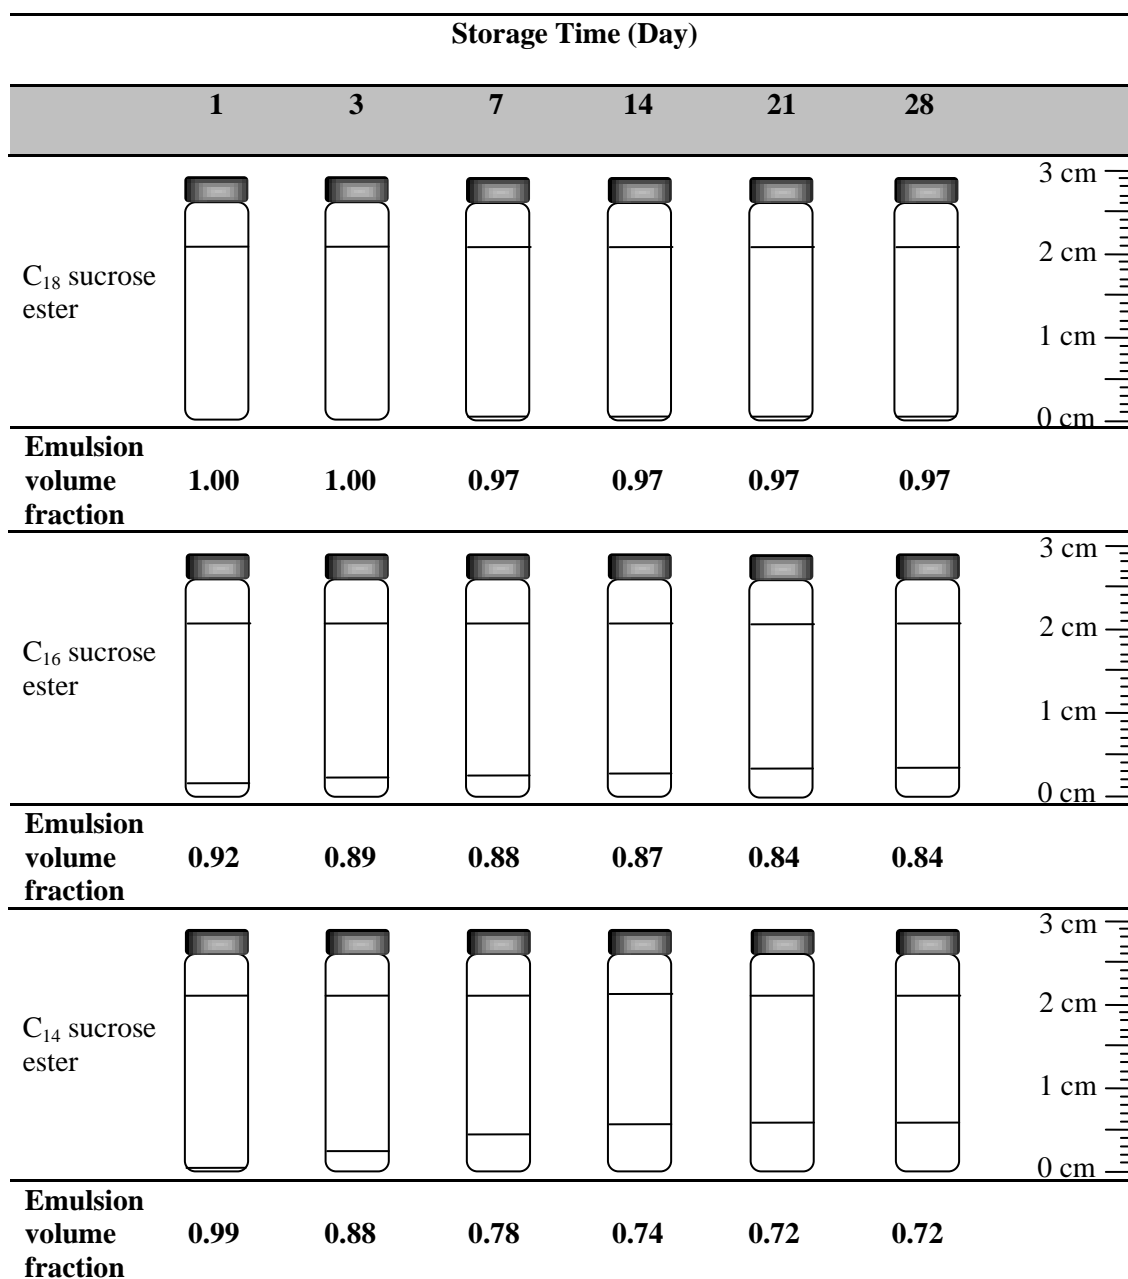 Storage Time (Day)
1 3 7 14 21 28
3 cm
2 cm
C₁₈ sucrose
ester
1 cm
0 cm
Emulsion
volume 1.00 1.00 0.97 0.97 0.97 0.97
fraction
3 cm
2 cm
C₁₆ sucrose
ester
1 cm
0 cm
Emulsion
volume 0.92 0.89 0.88 0.87 0.84 0.84
fraction
3 cm
2 cm
C₁₄ sucrose
ester
1 cm
0 cm
Emulsion
volume 0.99 0.88 0.78 0.74 0.72 0.72
fraction